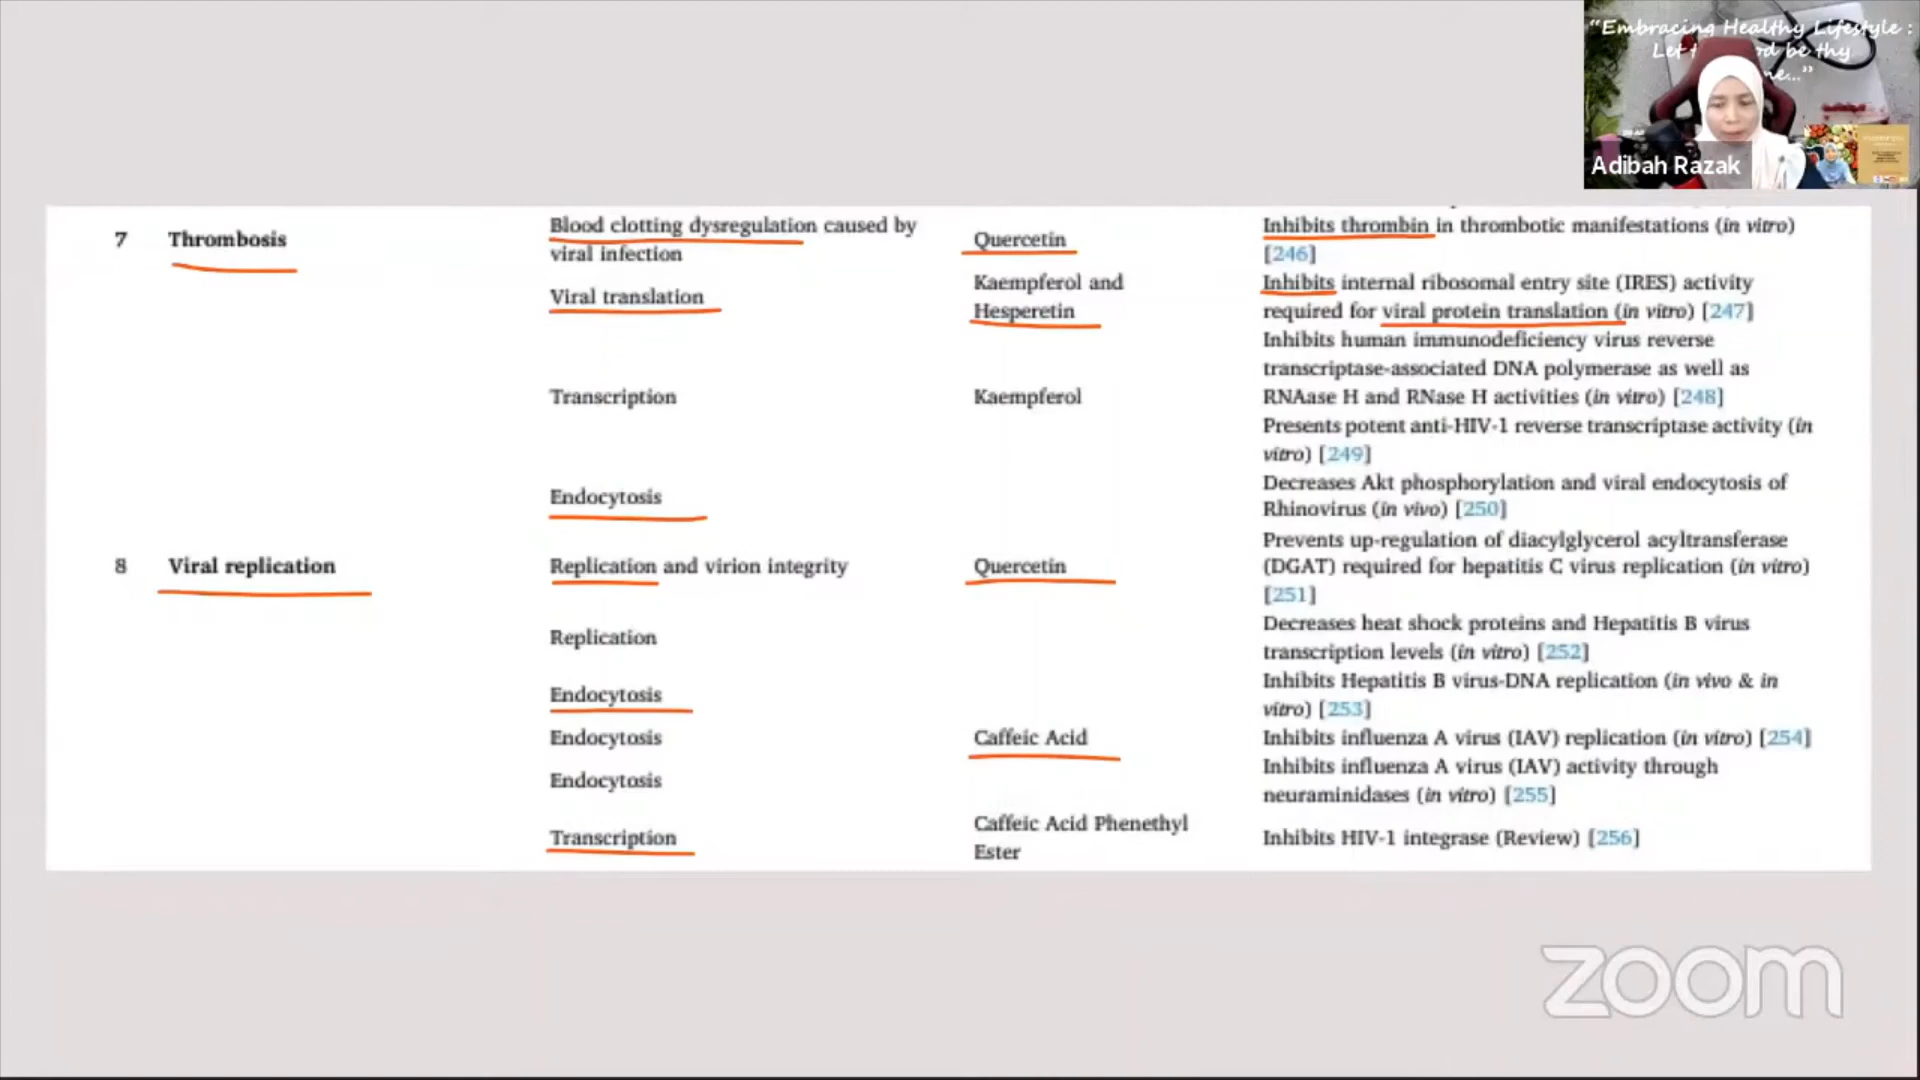 "Embracing Healthy Lifestyle :
Let be thy
Adibah Razak
7 Thrombosis
Blood clotting dysregulation caused by
viral infection
Quercetin
Inhibits thrombin in thrombotic manifestations (in vitro)
[246]
Viral translation
Kaempferol and
Hesperetin
Inhibits internal ribosomal entry site (IRES) activity
required for viral protein translation (in vitro) [247]
Transcription
Kaempferol
Inhibits human immunodeficiency virus reverse
transcriptase-associated DNA polymerase as well as
RNAase H and RNase H activities (in vitro) [248]
Presents potent anti-HIV-1 reverse transcriptase activity (in
vitro) [249]
Endocytosis
Decreases Akt phosphorylation and viral endocytosis of
Rhinovirus (in vivo) [250]
8 Viral replication
Replication and virion integrity
Quercetin
Prevents up-regulation of diacylglycerol acyltransferase
(DGAT) required for hepatitis C virus replication (in vitro)
[251]
Replication
Decreases heat shock proteins and Hepatitis B virus
transcription levels (in vitro) [252]
Endocytosis
Inhibits Hepatitis B virus-DNA replication (in vivo & in
vitro) [253]
Endocytosis
Caffeic Acid
Inhibits influenza A virus (IAV) replication (in vitro) [254]
Endocytosis
Inhibits influenza A virus (IAV) activity through
neuraminidases (in vitro) [255]
Transcription
Caffeic Acid Phenethyl
Ester
Inhibits HIV-1 integrase (Review) [256]
zoom